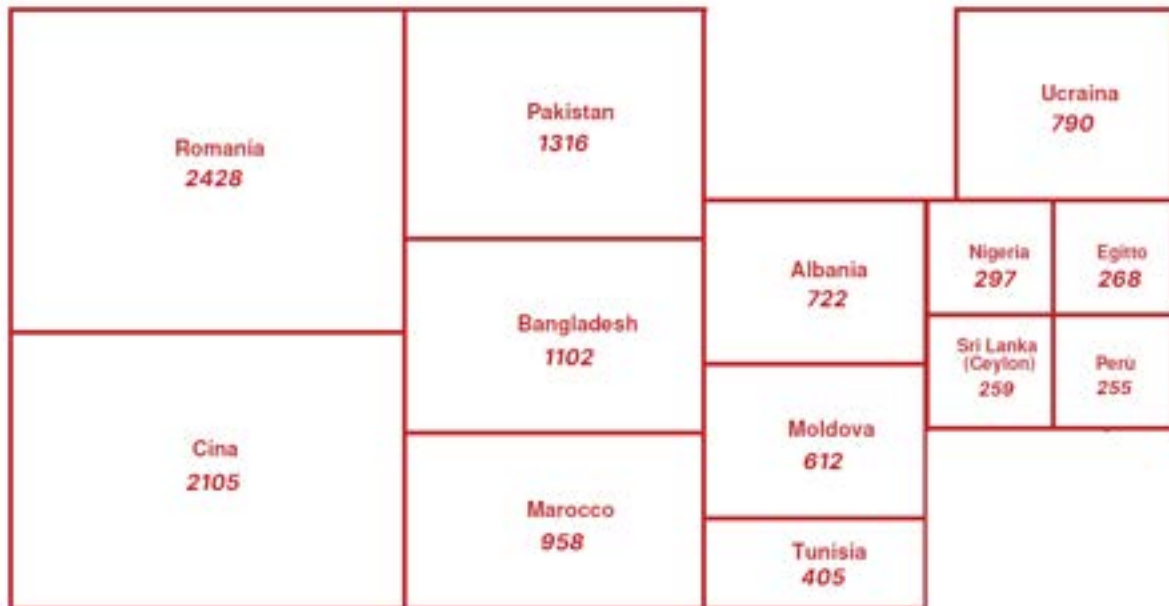 Romania
2428
Cina
2105
Pakistan
1316
Bangladesh
1102
Marocco
958
Albania
722
Moldova
612
Tunisia
405
Ucraina
790
Nigeria
297
Egitto
268
Sri Lanka
(Ceylon)
259
Perù
255